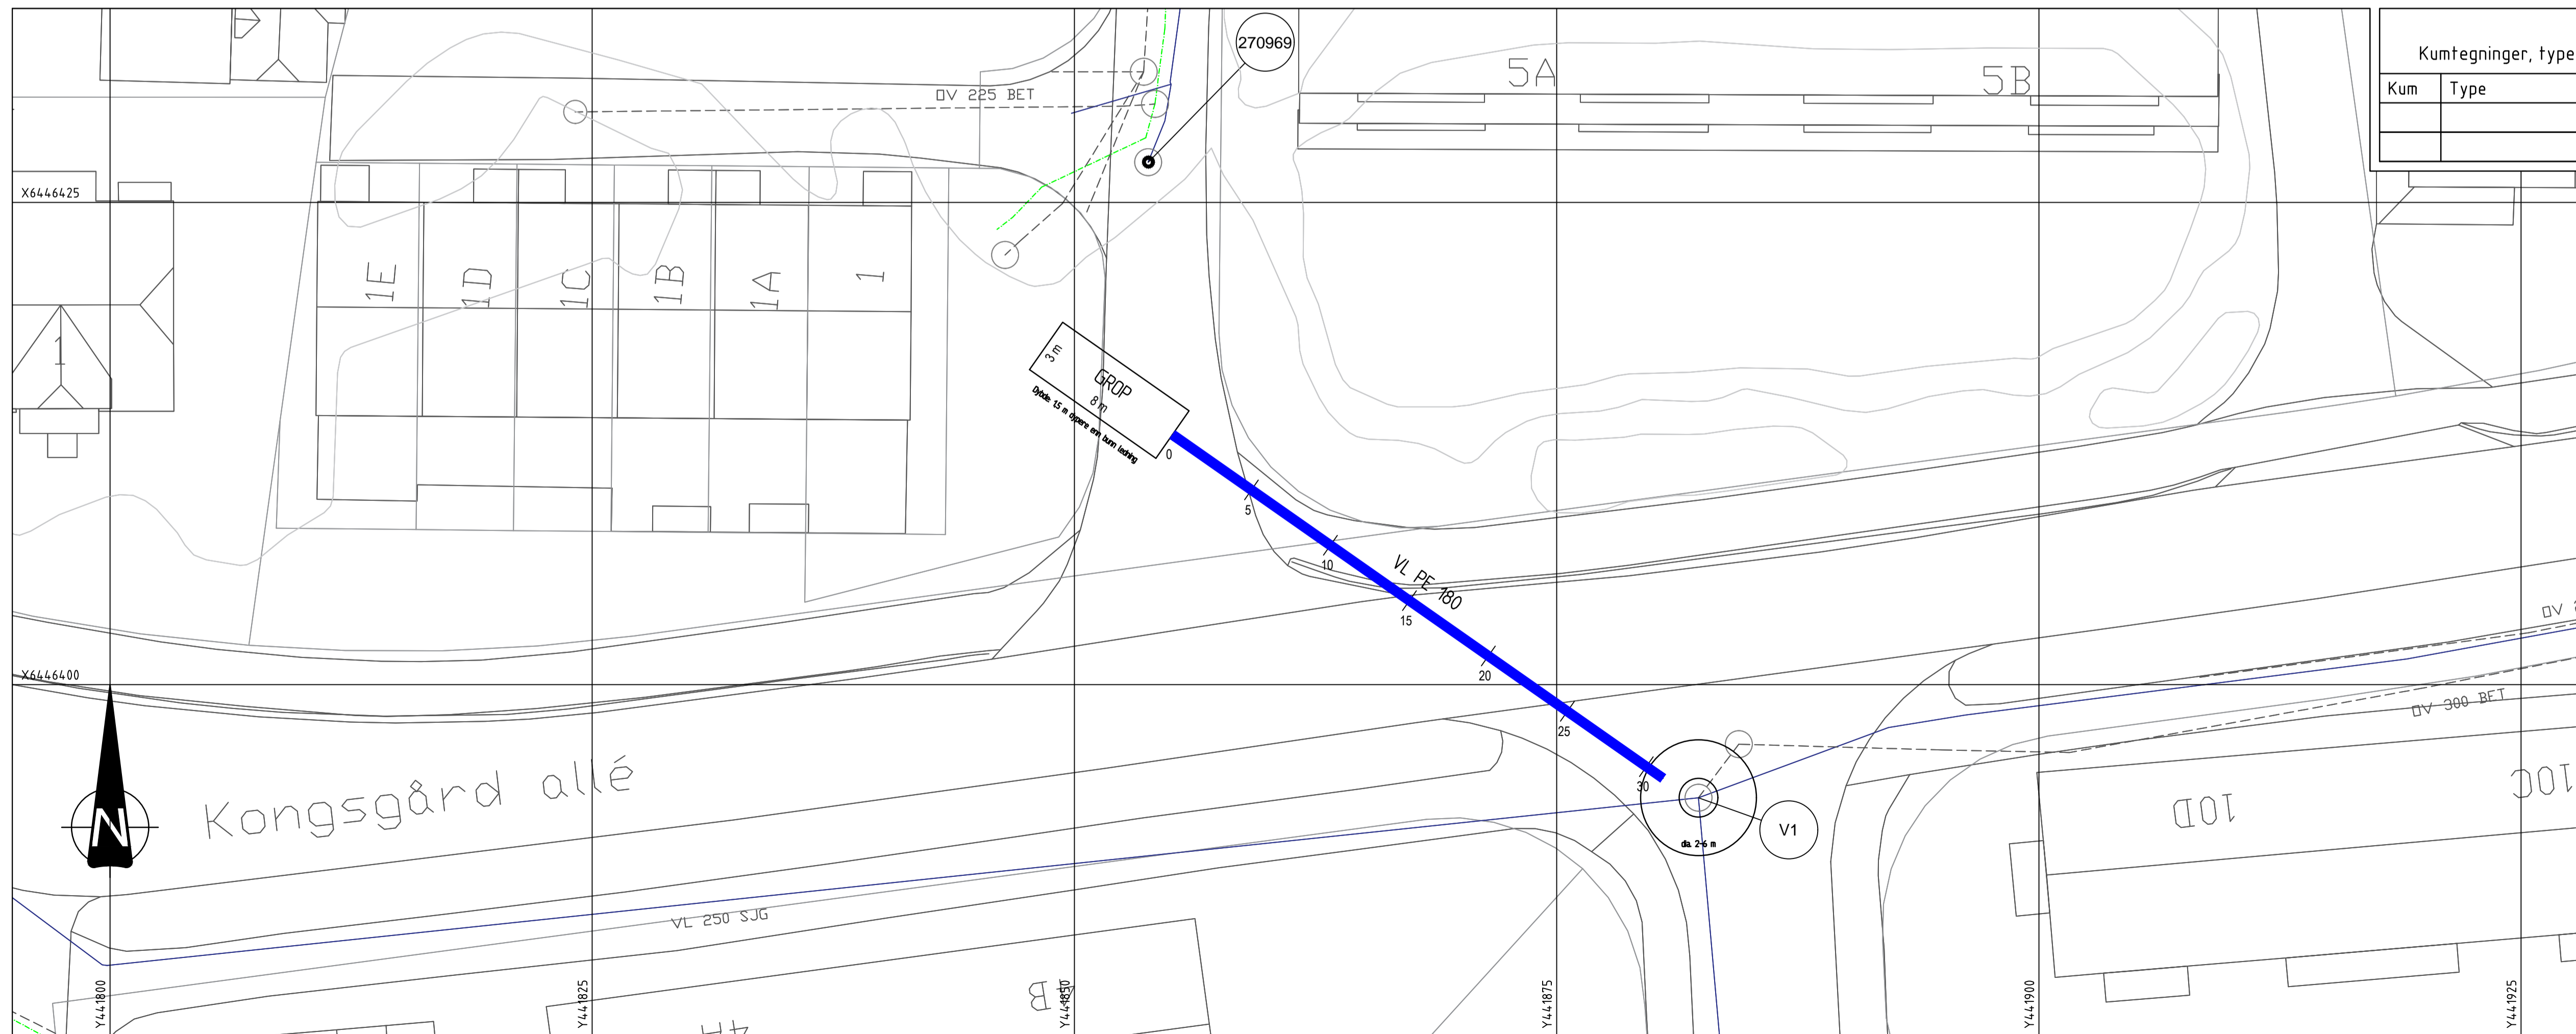 270969
5A
5B
Kumtegninger, type
Kum
Type
OV 225 BET
X6446425
1E
1D
1C
1B
1A
1
1
3 m
GROP
8 m
0
5
10
VL PE 180
15
20
25
30
X6446400
OV 300 BET
OV
Kongsgård allé
N
V1
10D
10C
VL 250 SJG
4B
Y441800
Y441825
Y441850
Y441875
Y441900
Y441925